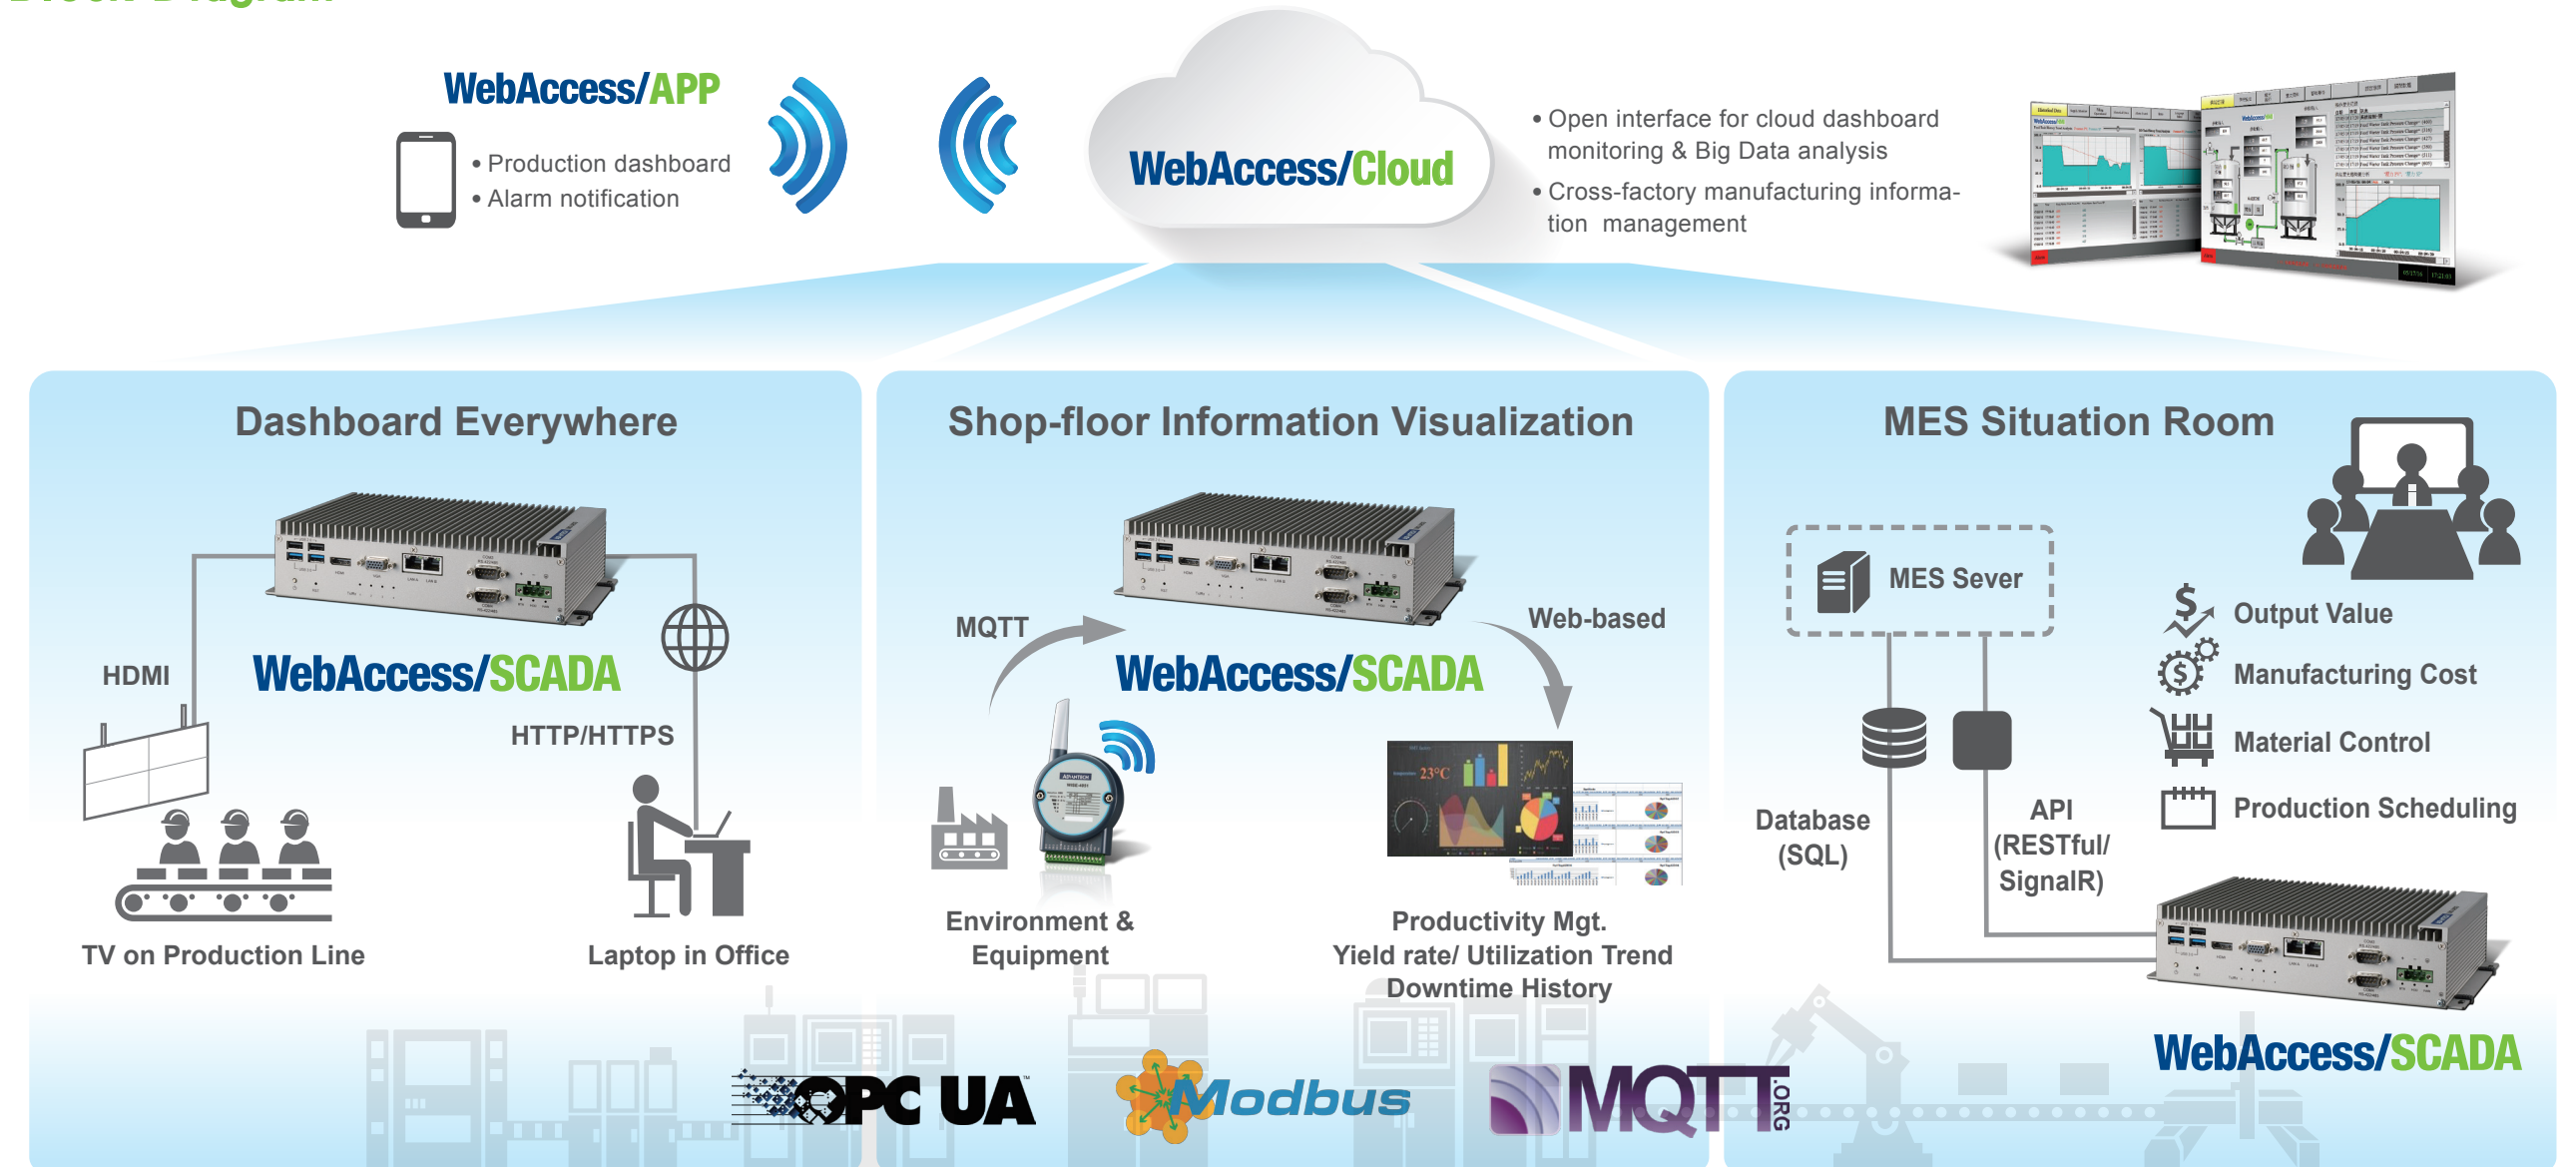 Block Diagram
WebAccess/APP
• Production dashboard
• Alarm notification
WebAccess/Cloud
• Open interface for cloud dashboard
monitoring & Big Data analysis
• Cross-factory manufacturing informa-
tion management
Dashboard Everywhere
HDMI
WebAccess/SCADA
HTTP/HTTPS
TV on Production Line
Laptop in Office
Shop-floor Information Visualization
MQTT
Web-based
WebAccess/SCADA
ADVANTECH
23°C
Environment &
Equipment
Productivity Mgt.
Yield rate/ Utilization Trend
Downtime History
MES Situation Room
MES Sever
Output Value
Manufacturing Cost
Material Control
Production Scheduling
Database
(SQL)
API
(RESTful/
SignalR)
WebAccess/SCADA
OPC UA
Modbus
MQTT.ORG